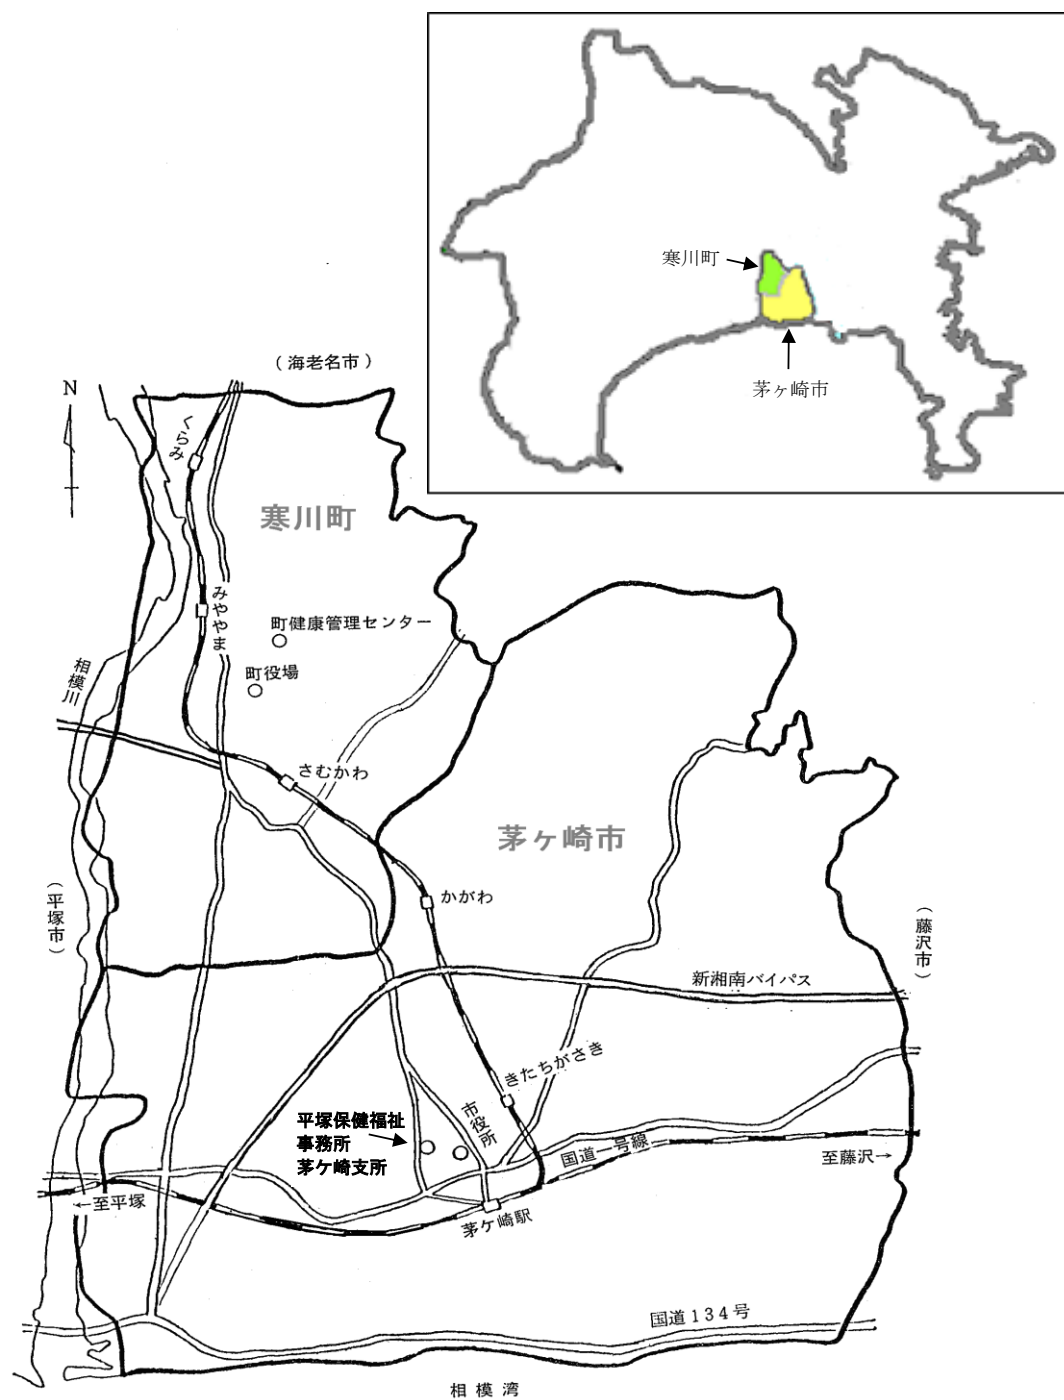 寒川町
茅ヶ崎市
（海老名市）
N
くらみ
寒川町
みややま
町健康管理センター
町役場
相模川
さむかわ
茅ヶ崎市
かがわ
（平塚市）
（藤沢市）
新湘南バイパス
きたちがさき
市役所
平塚保健福祉
事務所
茅ケ崎支所
国道一号線
至藤沢→
←至平塚
茅ケ崎駅
国道134号
相模湾